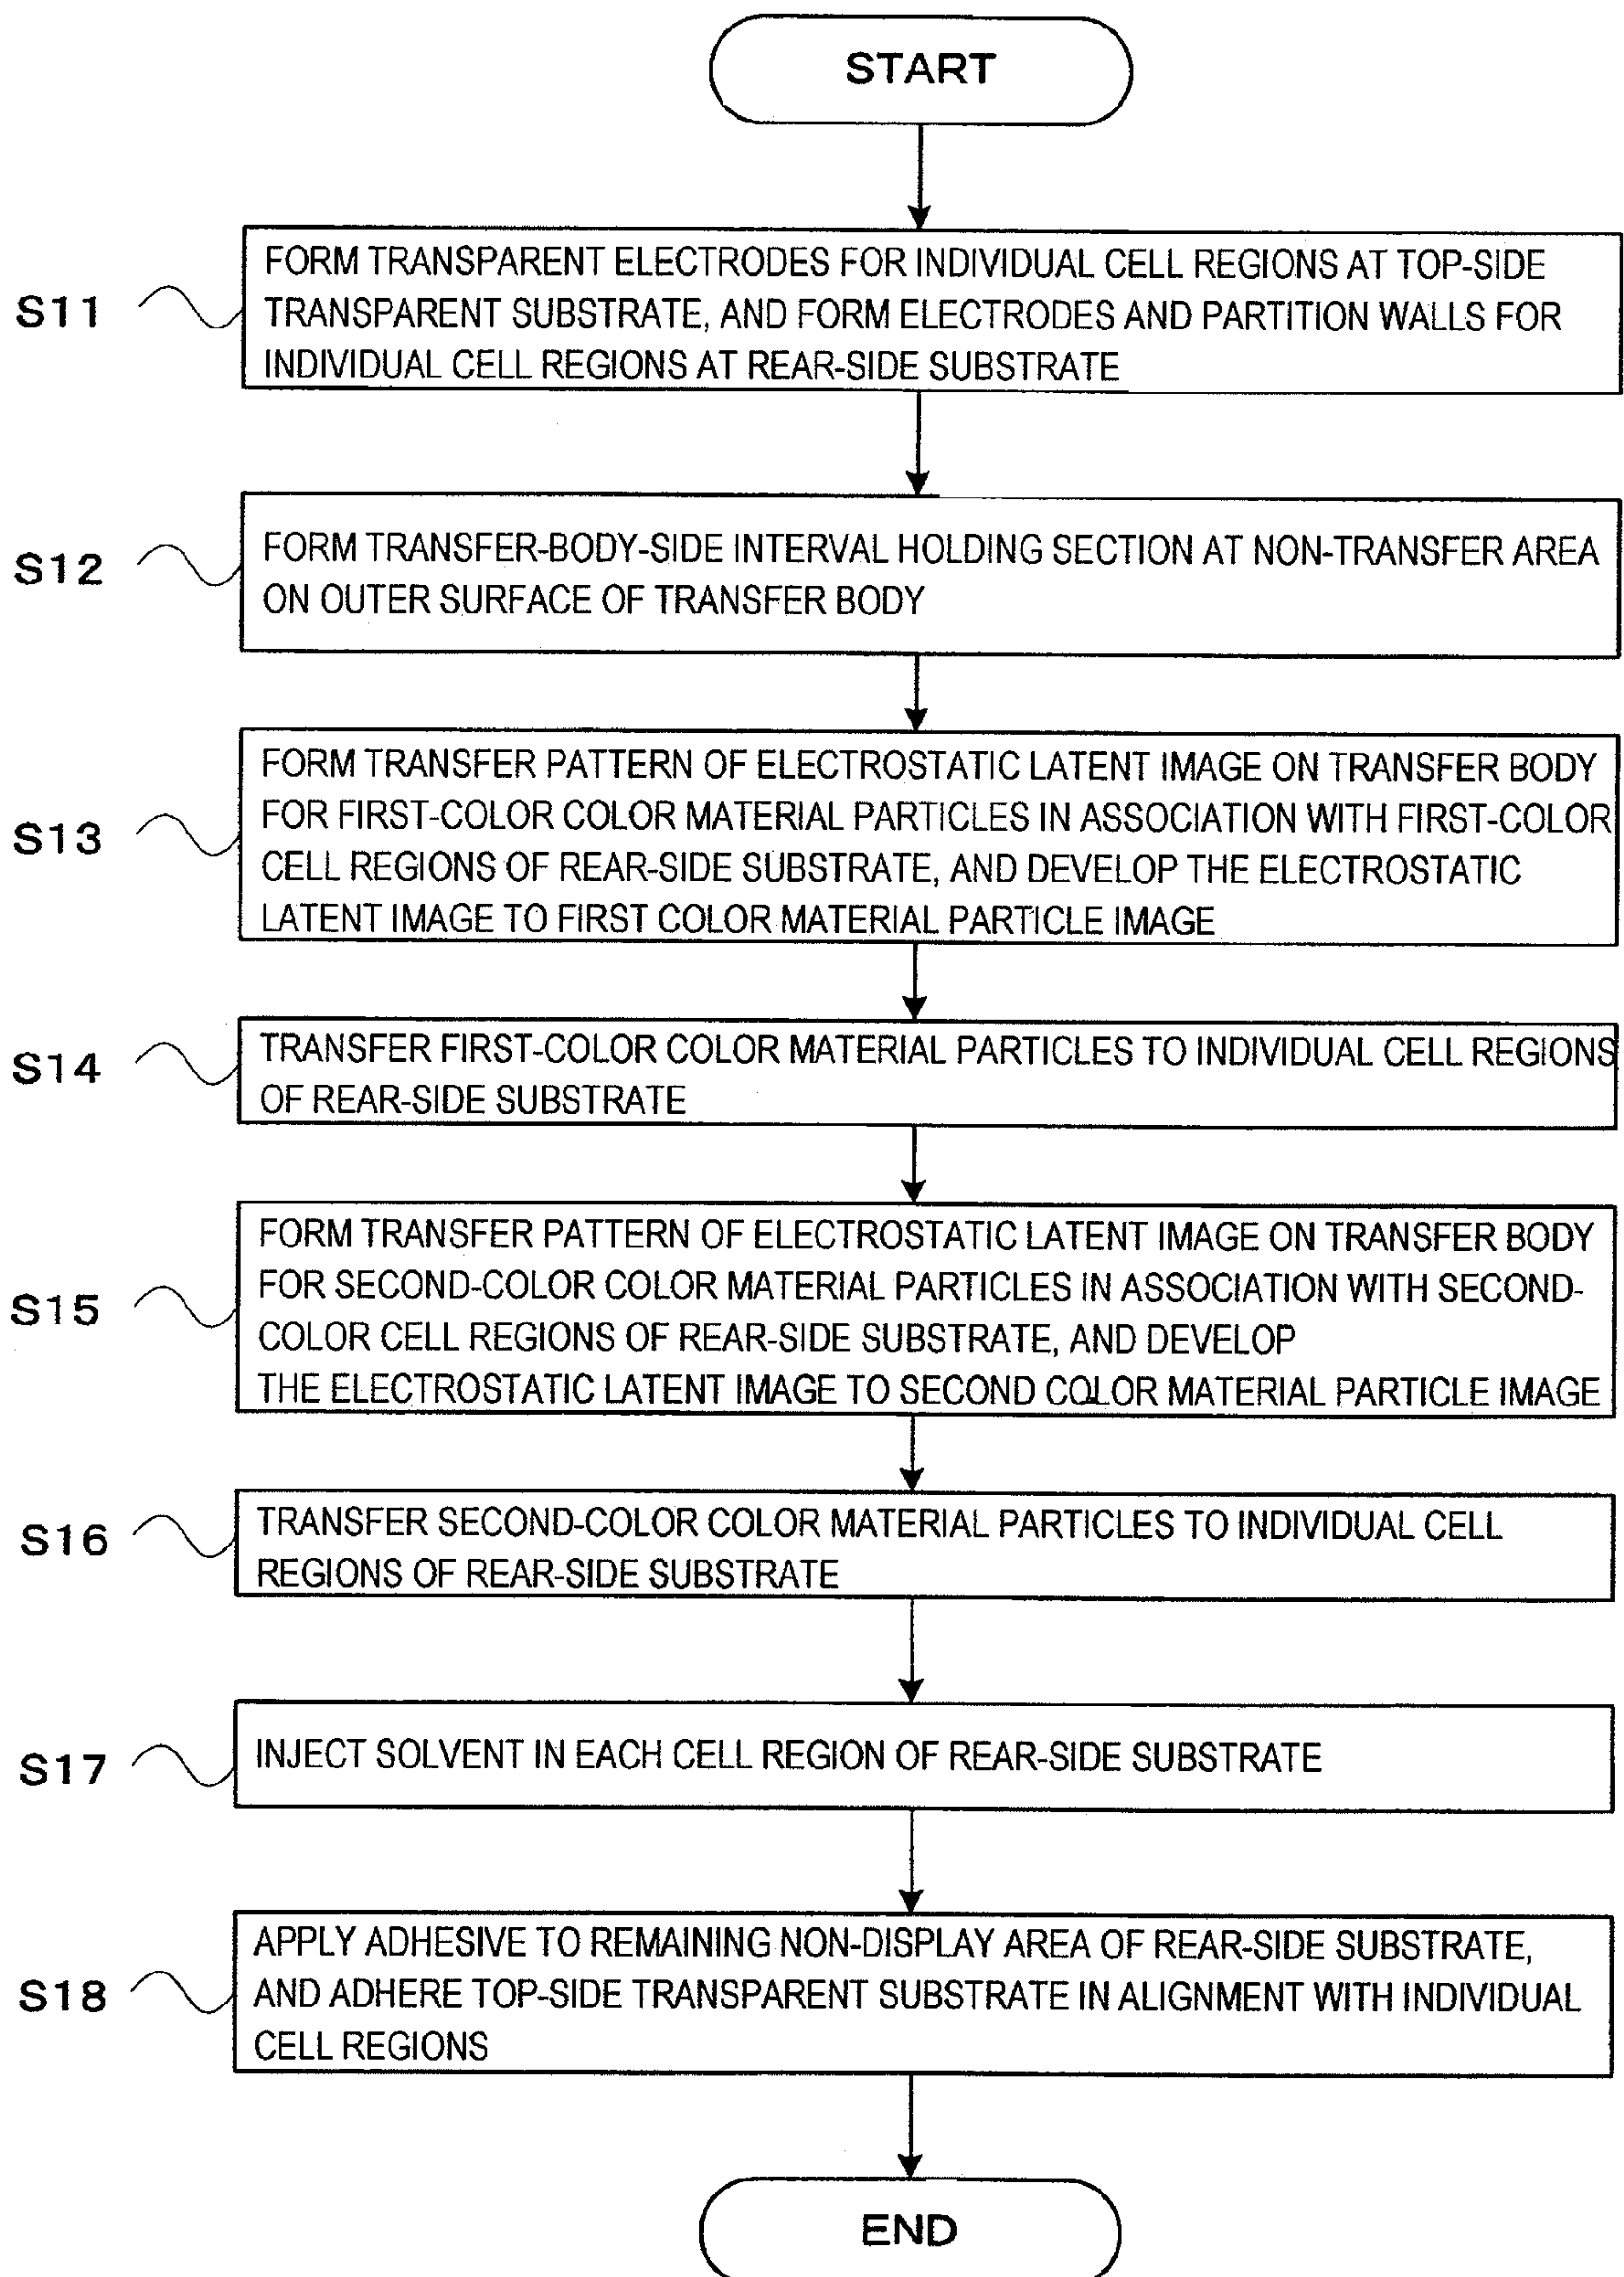 START
S11
FORM TRANSPARENT ELECTRODES FOR INDIVIDUAL CELL REGIONS AT TOP-SIDE
TRANSPARENT SUBSTRATE, AND FORM ELECTRODES AND PARTITION WALLS FOR
INDIVIDUAL CELL REGIONS AT REAR-SIDE SUBSTRATE
S12
FORM TRANSFER-BODY-SIDE INTERVAL HOLDING SECTION AT NON-TRANSFER AREA
ON OUTER SURFACE OF TRANSFER BODY
S13
FORM TRANSFER PATTERN OF ELECTROSTATIC LATENT IMAGE ON TRANSFER BODY
FOR FIRST-COLOR COLOR MATERIAL PARTICLES IN ASSOCIATION WITH FIRST-COLOR
CELL REGIONS OF REAR-SIDE SUBSTRATE, AND DEVELOP THE ELECTROSTATIC
LATENT IMAGE TO FIRST COLOR MATERIAL PARTICLE IMAGE
S14
TRANSFER FIRST-COLOR COLOR MATERIAL PARTICLES TO INDIVIDUAL CELL REGIONS
OF REAR-SIDE SUBSTRATE
S15
FORM TRANSFER PATTERN OF ELECTROSTATIC LATENT IMAGE ON TRANSFER BODY
FOR SECOND-COLOR COLOR MATERIAL PARTICLES IN ASSOCIATION WITH SECOND-
COLOR CELL REGIONS OF REAR-SIDE SUBSTRATE, AND DEVELOP
THE ELECTROSTATIC LATENT IMAGE TO SECOND COLOR MATERIAL PARTICLE IMAGE
S16
TRANSFER SECOND-COLOR COLOR MATERIAL PARTICLES TO INDIVIDUAL CELL
REGIONS OF REAR-SIDE SUBSTRATE
S17
INJECT SOLVENT IN EACH CELL REGION OF REAR-SIDE SUBSTRATE
S18
APPLY ADHESIVE TO REMAINING NON-DISPLAY AREA OF REAR-SIDE SUBSTRATE,
AND ADHERE TOP-SIDE TRANSPARENT SUBSTRATE IN ALIGNMENT WITH INDIVIDUAL
CELL REGIONS
END